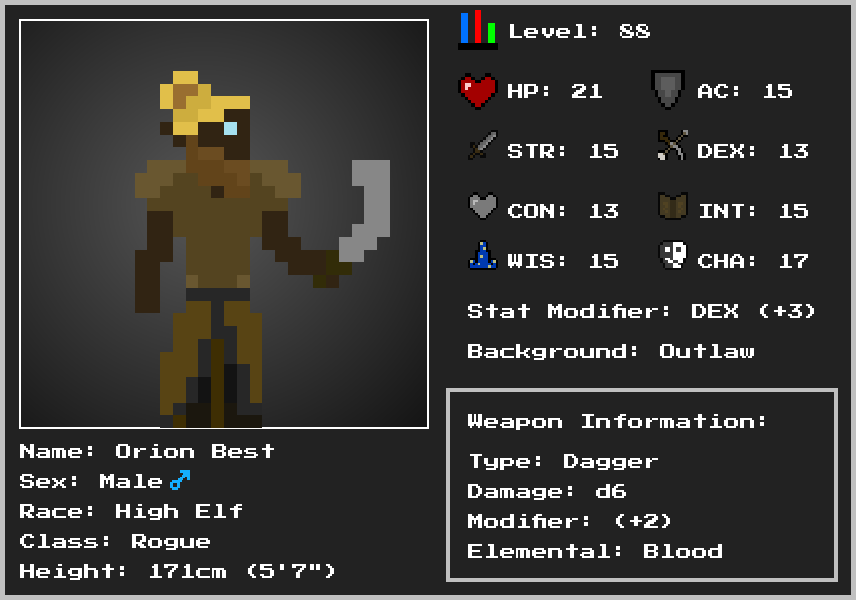 Level: 88
HP: 21
AC: 15
STR: 15
DEX: 13
CON: 13
INT: 15
WIS: 15
CHA: 17
Stat Modifier: DEX (+3)
Background: Outlaw
Weapon Information:
Type: Dagger
Damage: d6
Modifier: (+2)
Elemental: Blood
Name: Orion Best
Sex: Male♂
Race: High Elf
Class: Rogue
Height: 171cm (5'7")